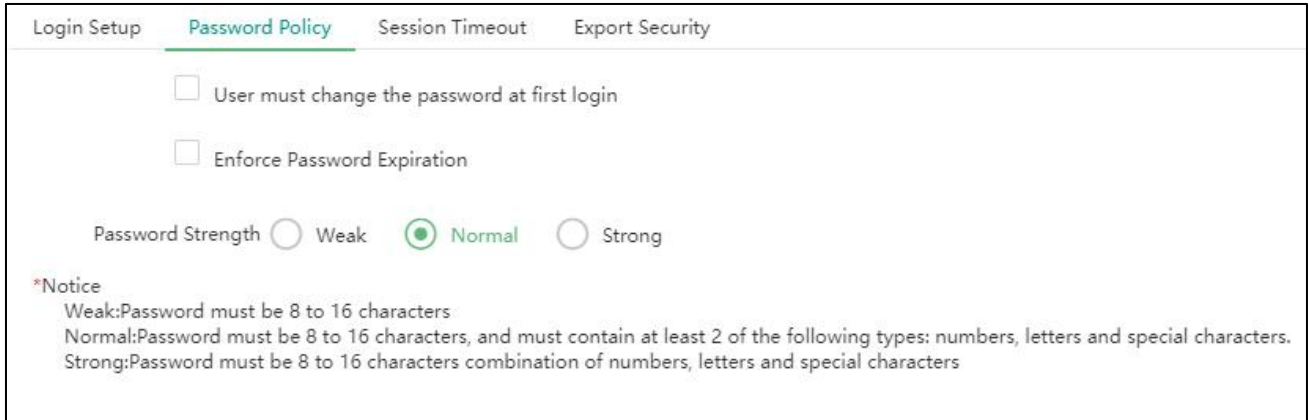 Login Setup Password Policy Session Timeout Export Security
User must change the password at first login
Enforce Password Expiration
Password Strength Weak Normal Strong
*Notice
Weak:Password must be 8 to 16 characters
Normal:Password must be 8 to 16 characters, and must contain at least 2 of the following types: numbers, letters and special characters.
Strong:Password must be 8 to 16 characters combination of numbers, letters and special characters